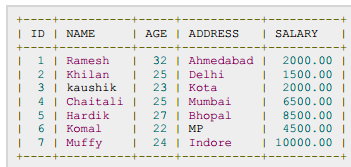 +----+----------+-----+-----------+----------+
| ID | NAME     | AGE | ADDRESS   | SALARY   |
+----+----------+-----+-----------+----------+
|  1 | Ramesh   |  32 | Ahmedabad |  2000.00 |
|  2 | Khilan   |  25 | Delhi     |  1500.00 |
|  3 | kaushik  |  23 | Kota      |  2000.00 |
|  4 | Chaitali |  25 | Mumbai    |  6500.00 |
|  5 | Hardik   |  27 | Bhopal    |  8500.00 |
|  6 | Komal    |  22 | MP        |  4500.00 |
|  7 | Muffy    |  24 | Indore    | 10000.00 |
+----+----------+-----+-----------+----------+